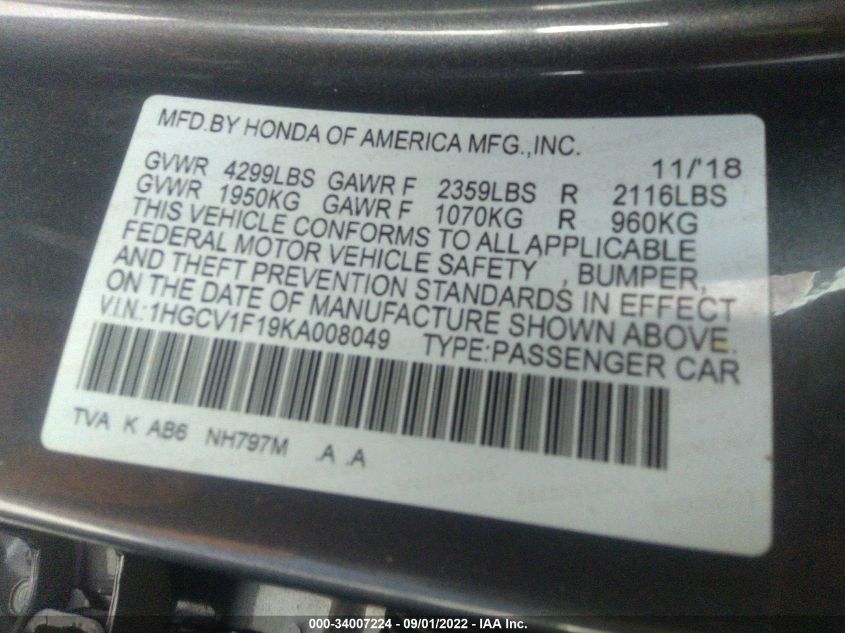 MFD.BY HONDA OF AMERICA MFG.,INC.
11/'18
GVWR 4299LBS GAWR F 2359LBS R 2116LBS
GVWR 1950KG GAWR F 1070KG R 960KG
THIS VEHICLE CONFORMS TO ALL APPLICABLE
FEDERAL MOTOR VEHICLE SAFETY , BUMPER,
AND THEFT PREVENTION STANDARDS IN EFFECT
ON THE DATE OF MANUFACTURE SHOWN ABOVE.
V.I.N.:1HGCV1F19KA008049 TYPE:PASSENGER CAR
TVA K AB6 NH797M .A .A
000-34007224 - 09/01/2022 - IAA Inc.